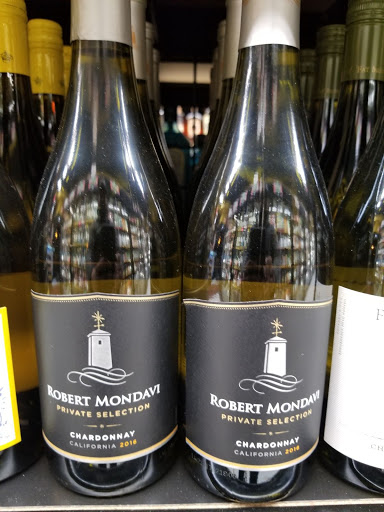 ROBERT MONDAVI
PRIVATE SELECTION
CHARDONNAY
CALIFORNIA 2016
ROBERT MONDAVI
PRIVATE SELECTION
CHARDONNAY
CALIFORNIA 2016